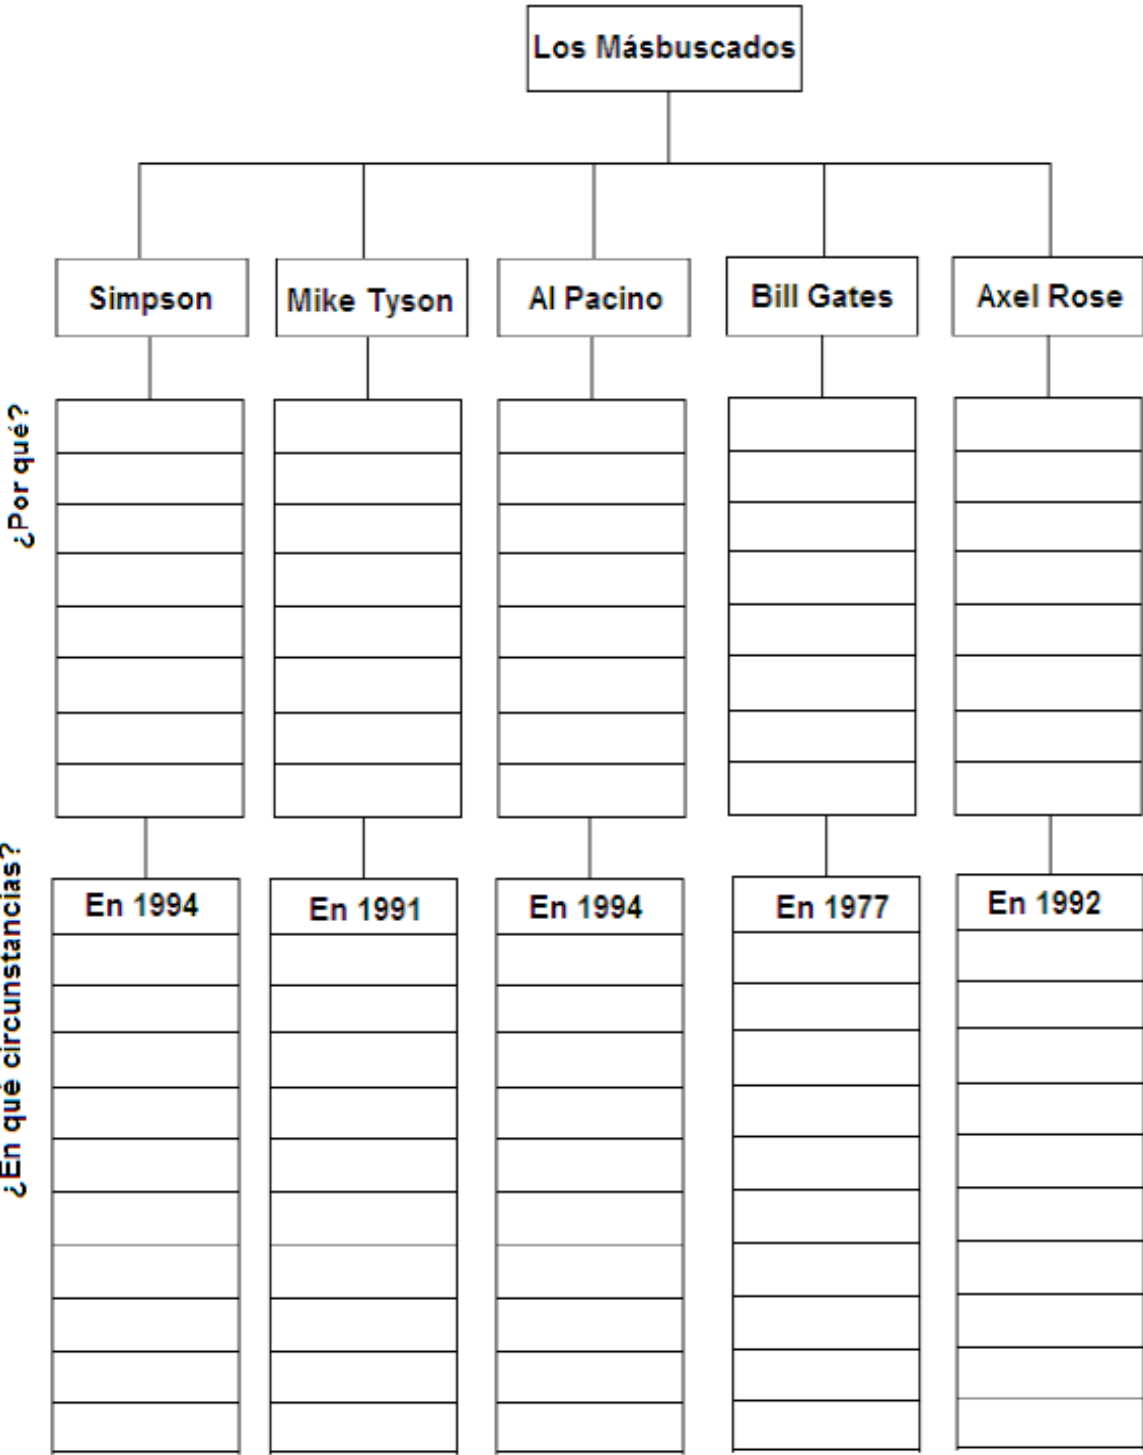 Los Másbuscados
Simpson
Mike Tyson
Al Pacino
Bill Gates
Axel Rose
¿Por qué?
¿En qué circunstancias?
En 1994
En 1991
En 1994
En 1977
En 1992